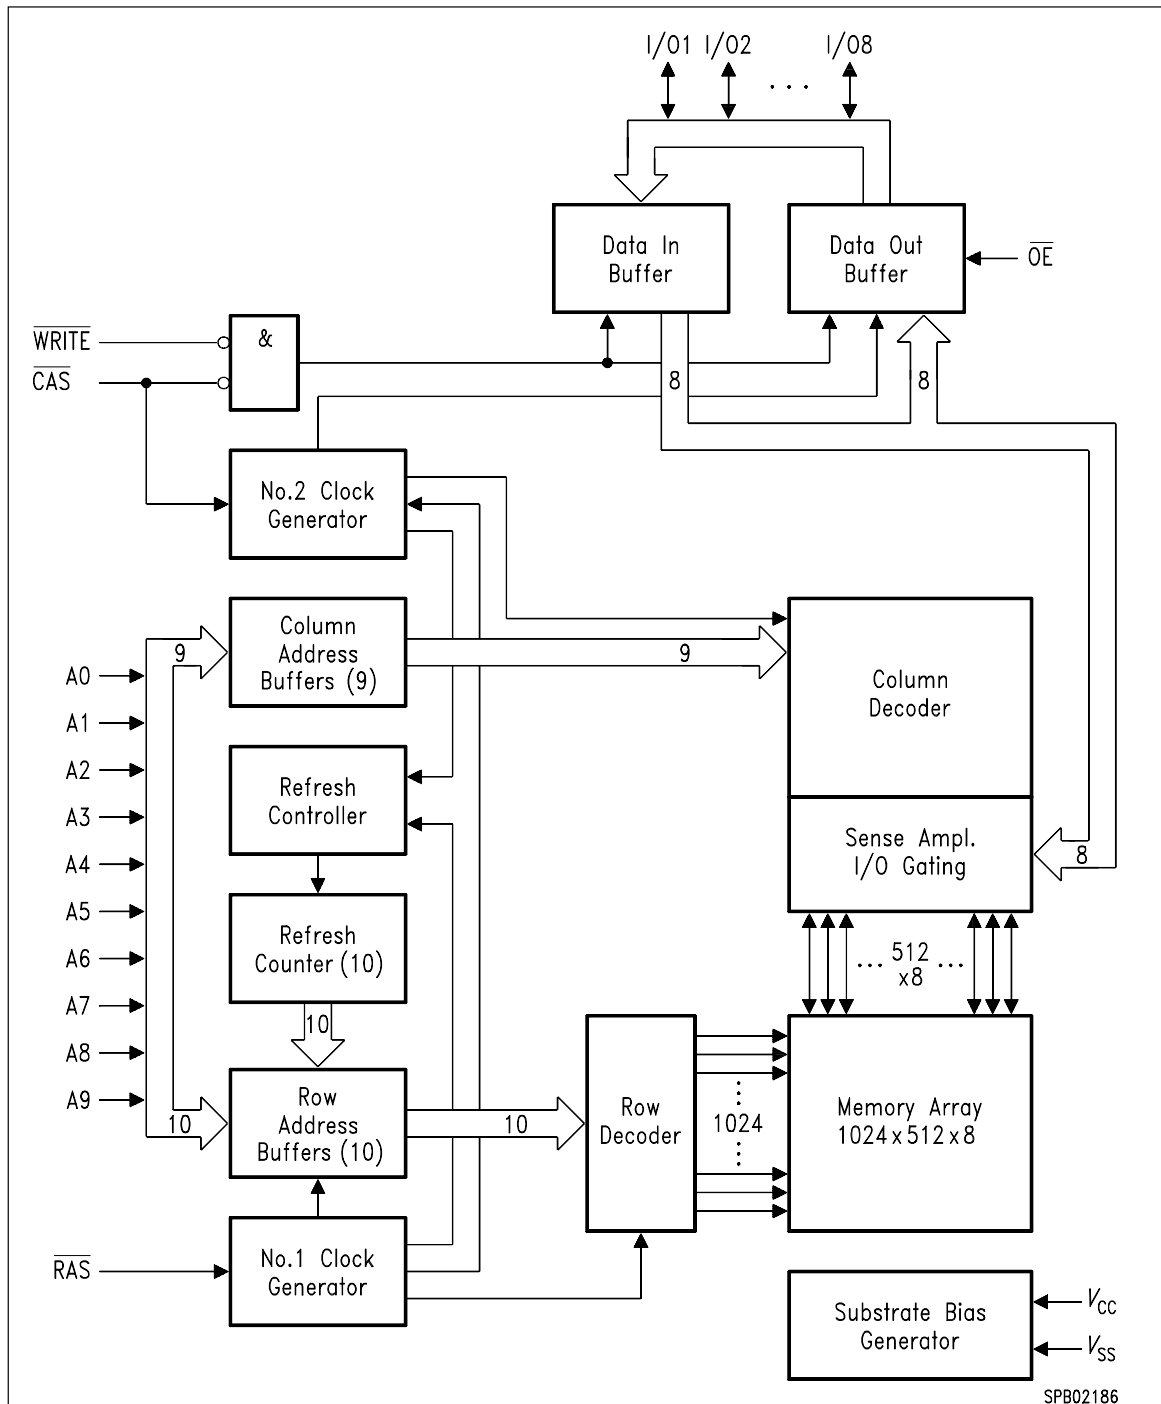 I/O1 I/O2 ... I/O8
Data In
Buffer
Data Out
Buffer
OE
WRITE
&
CAS
8
8
No.2 Clock
Generator
Column
Address
Buffers (9)
9
9
Column
Decoder
A0
A1
A2
A3
A4
A5
A6
A7
A8
A9
Refresh
Controller
Sense Ampl.
I/O Gating
8
Refresh
Counter (10)
... 512 ...
x8
10
Row
Address
Buffers (10)
10
10
Row
Decoder
1024
Memory Array
1024 x 512 x 8
RAS
No.1 Clock
Generator
Substrate Bias
Generator
VCC
VSS
SPB02186